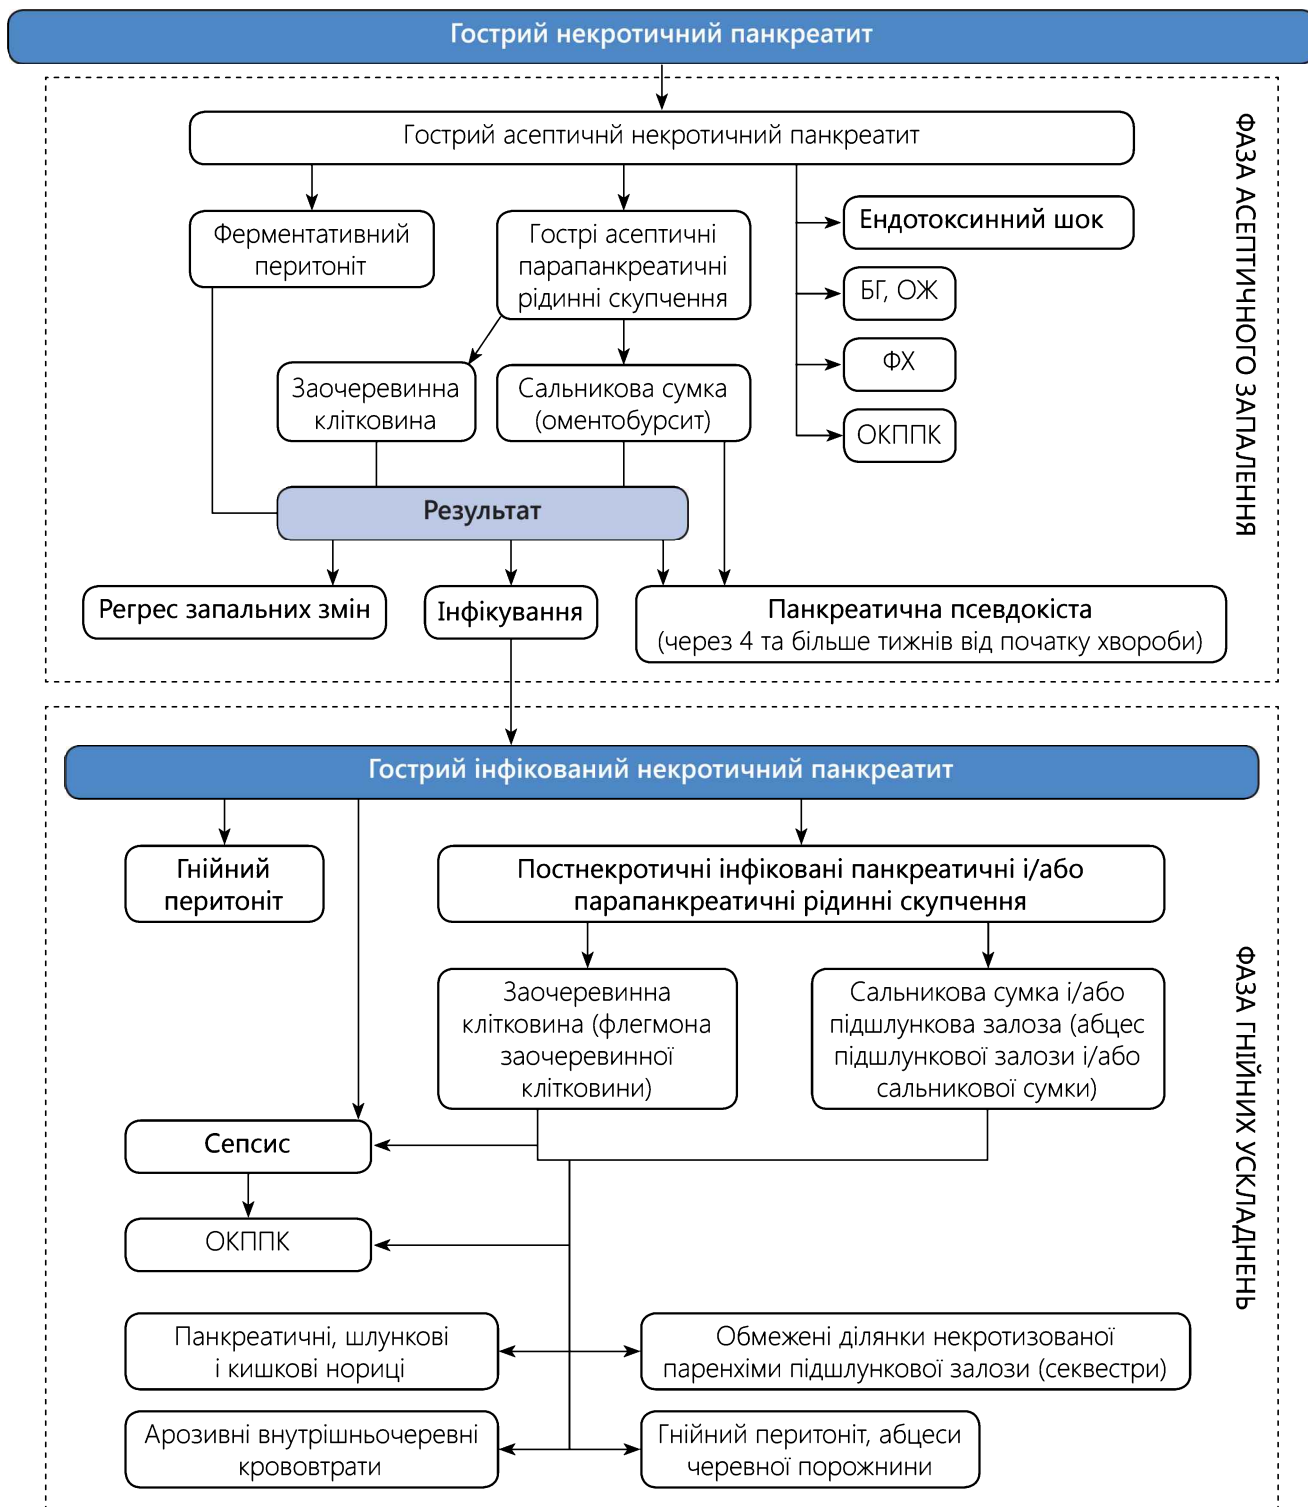 Гострий некротичний панкреатит
ФАЗА АСЕПТИЧНОГО ЗАПАЛЕННЯ
Гострий асептичнй некротичний панкреатит
Ферментативний
перитоніт
Гострі асептичні
парапанкреатичні
рідинні скупчення
Ендотоксинний шок
БГ, ОЖ
ФХ
ОКППК
Заочеревинна
клітковина
Сальникова сумка
(оментобурсит)
Результат
Регрес запальних змін
Інфікування
Панкреатична псевдокіста
(через 4 та більше тижнів від початку хвороби)
Гострий інфікований некротичний панкреатит
ФАЗА ГНІЙНИХ УСКЛАДНЕНЬ
Гнійний
перитоніт
Постнекротичні інфіковані панкреатичні і/або
парапанкреатичні рідинні скупчення
Заочеревинна
клітковина (флегмона
заочеревинної
клітковини)
Сальникова сумка і/або
підшлункова залоза (абцес
підшлункової залози і/або
сальникової сумки)
Сепсис
ОКППК
Панкреатичні, шлункові
і кишкові нориці
Обмежені ділянки некротизованої
паренхіми підшлункової залози (секвестри)
Арозивні внутрішньочеревні
крововтрати
Гнійний перитоніт, абцеси
черевної порожнини